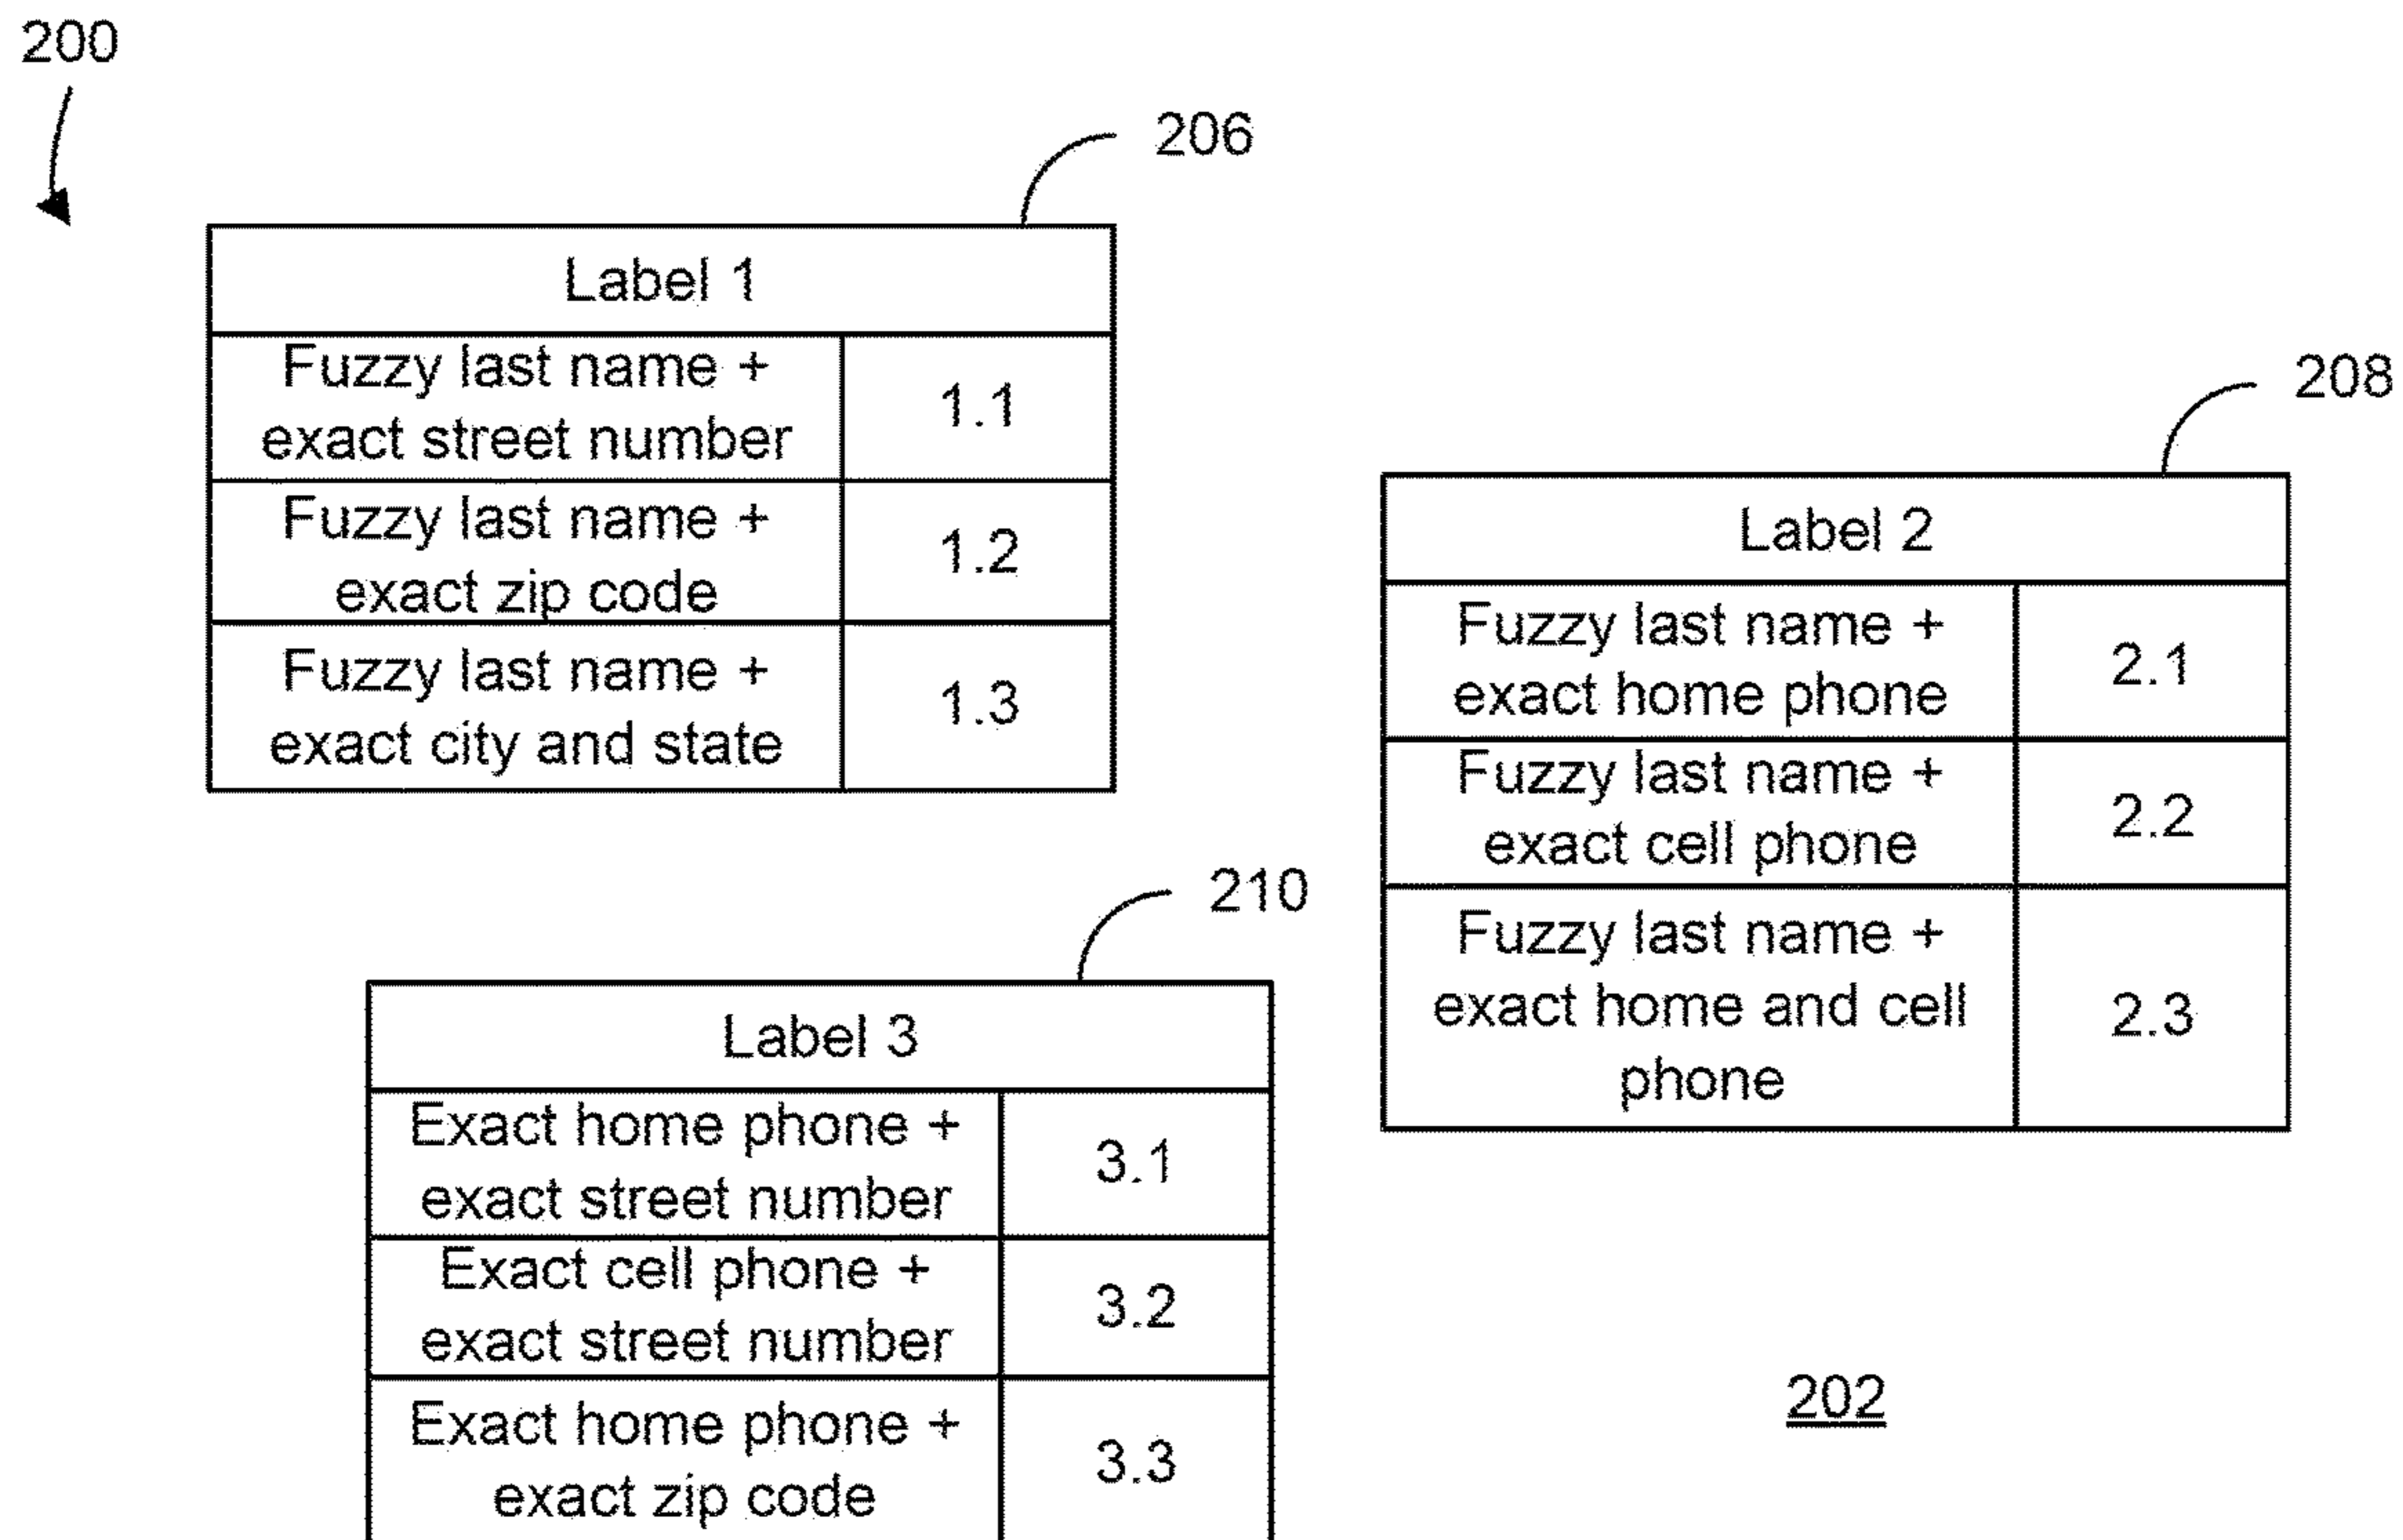 200
206
Label 1
Fuzzy last name +
exact street number
1.1
Fuzzy last name +
exact zip code
1.2
Fuzzy last name +
exact city and state
1.3
208
Label 2
Fuzzy last name +
exact home phone
2.1
Fuzzy last name +
exact cell phone
2.2
Fuzzy last name +
exact home and cell
phone
2.3
210
Label 3
Exact home phone +
exact street number
3.1
Exact cell phone +
exact street number
3.2
Exact home phone +
exact zip code
3.3
202